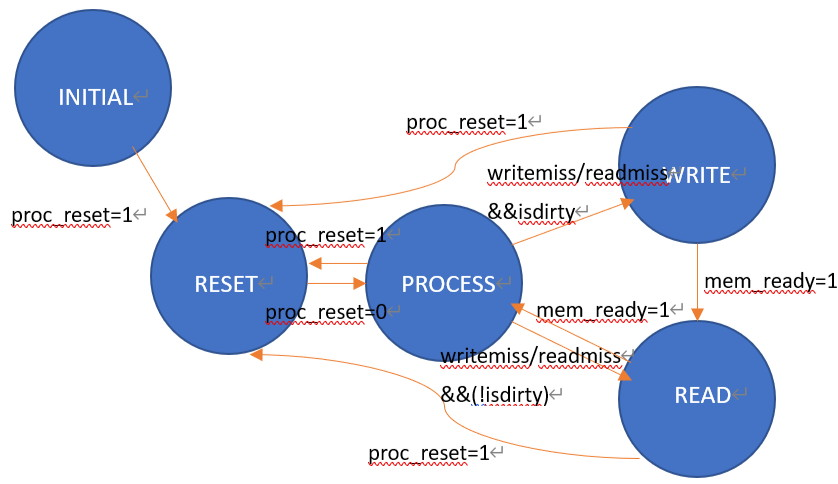 INITIAL
proc_reset=1
proc_reset=1
writemiss/readmiss
WRITE
&&isdirty
proc_reset=1
RESET
PROCESS
proc_reset=0
mem_ready=1
mem_ready=1
writemiss/readmiss
&&(!isdirty)
READ
proc_reset=1